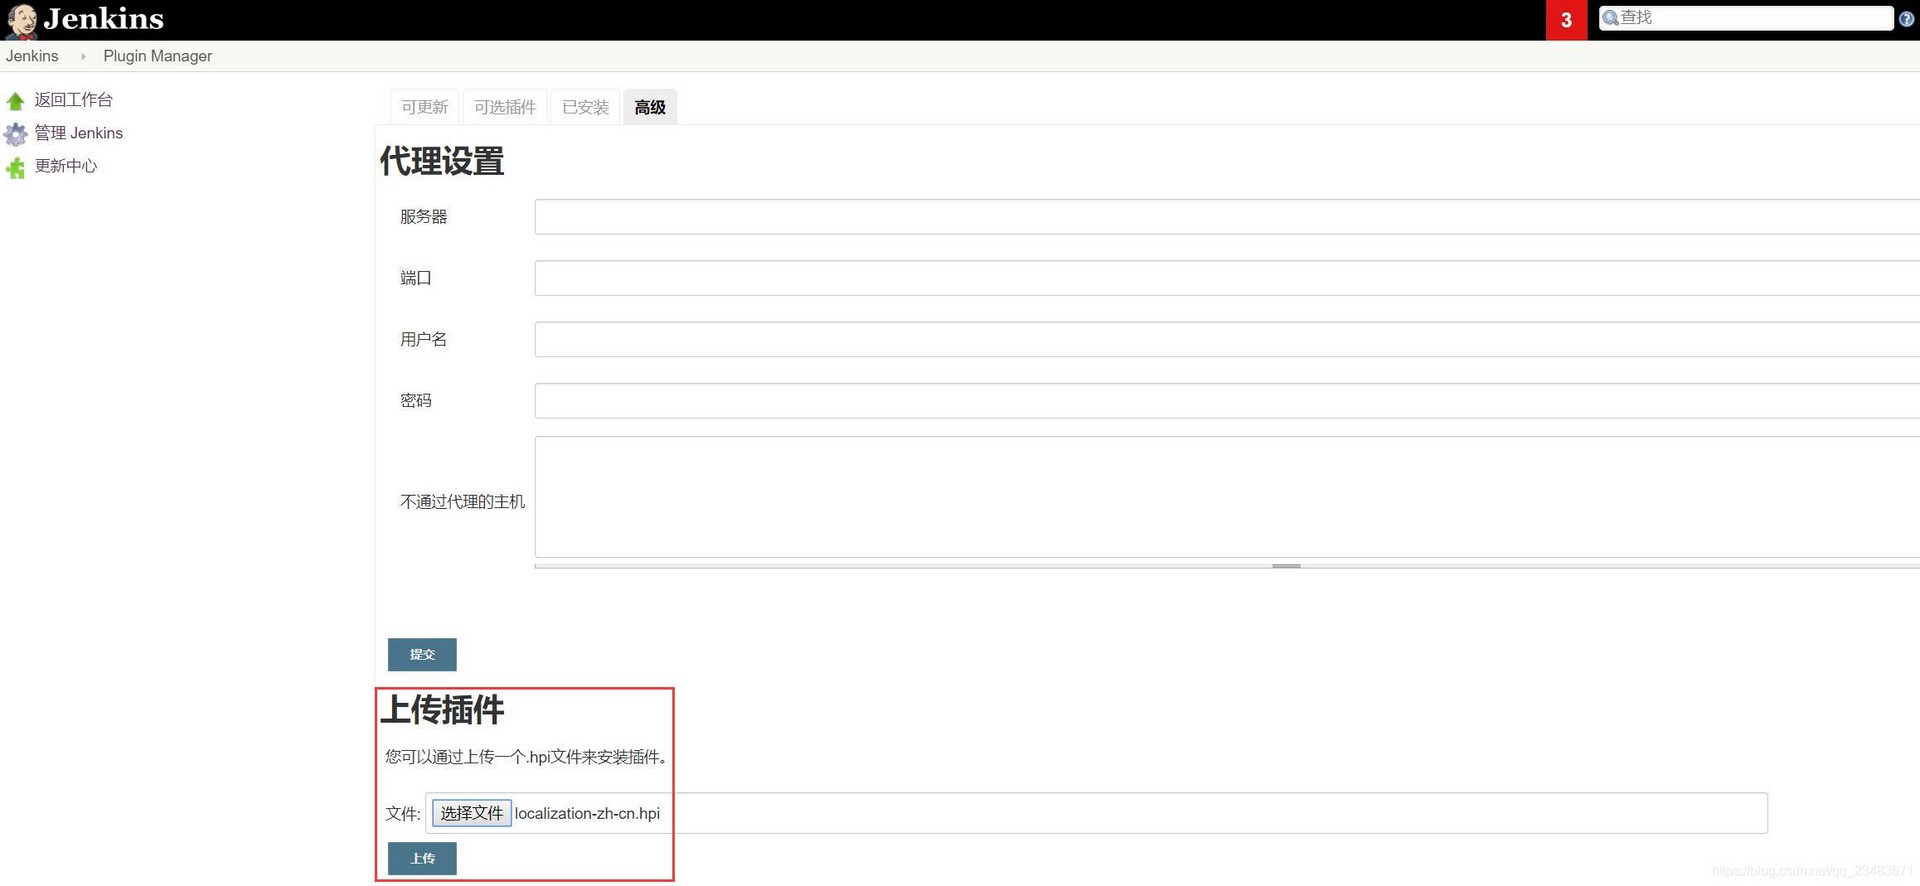 Jenkins
3
查找
Jenkins
Plugin Manager
返回工作台
管理 Jenkins
更新中心
可更新
可选插件
已安装
高级
代理设置
服务器
端口
用户名
密码
不通过代理的主机
提交
上传插件
您可以通过上传一个.hpi文件来安装插件。
文件: 选择文件 localization-zh-cn.hpi
上传
https://blog.csdn.net/qq_23483671